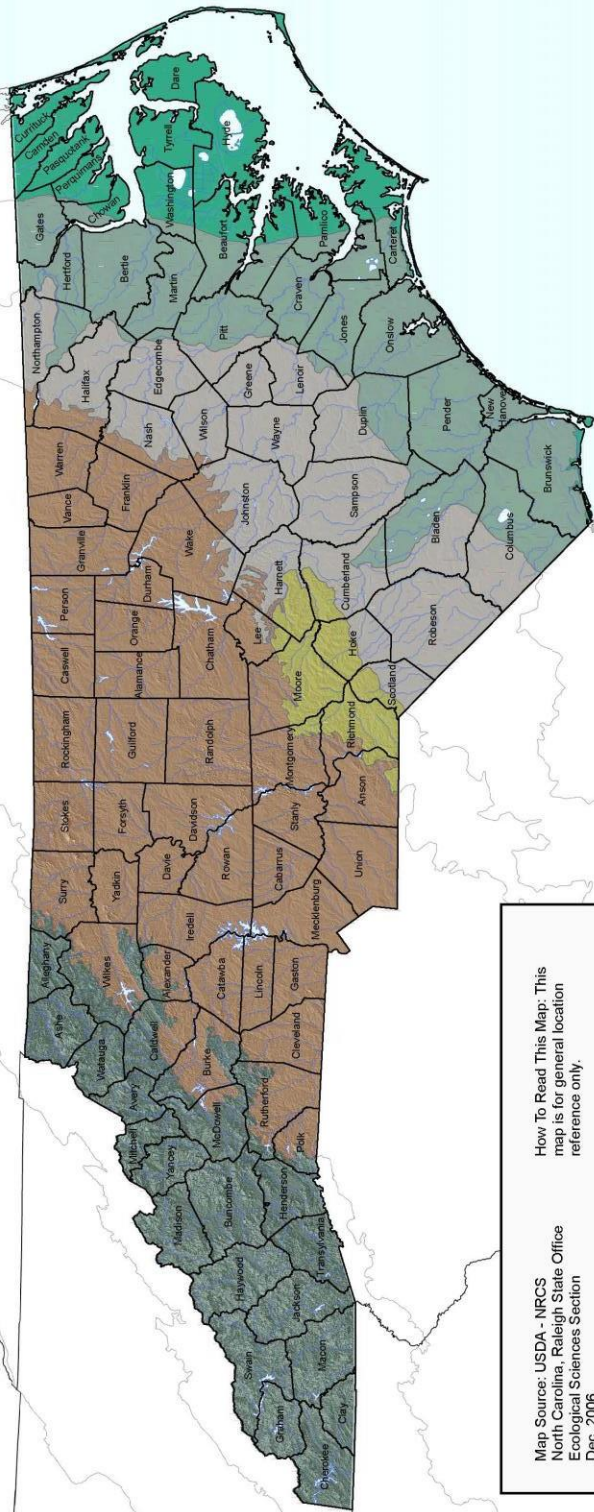 Currituck
Camden
Pasquotank
Perquimans
Chowan
Gates
Hertford
Northampton
Bertie
Halifax
Warren
Vance
Granville
Person
Caswell
Rockingham
Stokes
Surry
Alleghany
Ashe
Watauga
Wilkes
Yadkin
Forsyth
Guilford
Alamance
Orange
Durham
Franklin
Nash
Edgecombe
Martin
Washington
Tyrrell
Dare
Hyde
Beaufort
Pitt
Wilson
Wake
Chatham
Randolph
Davidson
Davie
Iredell
Alexander
Caldwell
Avery
Mitchell
Yancey
Madison
Buncombe
McDowell
Burke
Catawba
Rowan
Lincoln
Gaston
Cleveland
Rutherford
Polk
Henderson
Transylvania
Haywood
Jackson
Swain
Macon
Graham
Clay
Cherokee
Mecklenburg
Cabarrus
Stanly
Union
Anson
Montgomery
Richmond
Moore
Lee
Harnett
Johnston
Wayne
Greene
Lenoir
Craven
Pamlico
Carteret
Jones
Onslow
Duplin
Sampson
Cumberland
Hoke
Scotland
Robeson
Bladen
Pender
New
Hanover
Columbus
Brunswick
Map Source: USDA - NRCS
North Carolina, Raleigh State Office
Ecological Sciences Section
Dec. 2006
How To Read This Map: This
map is for general location
reference only.